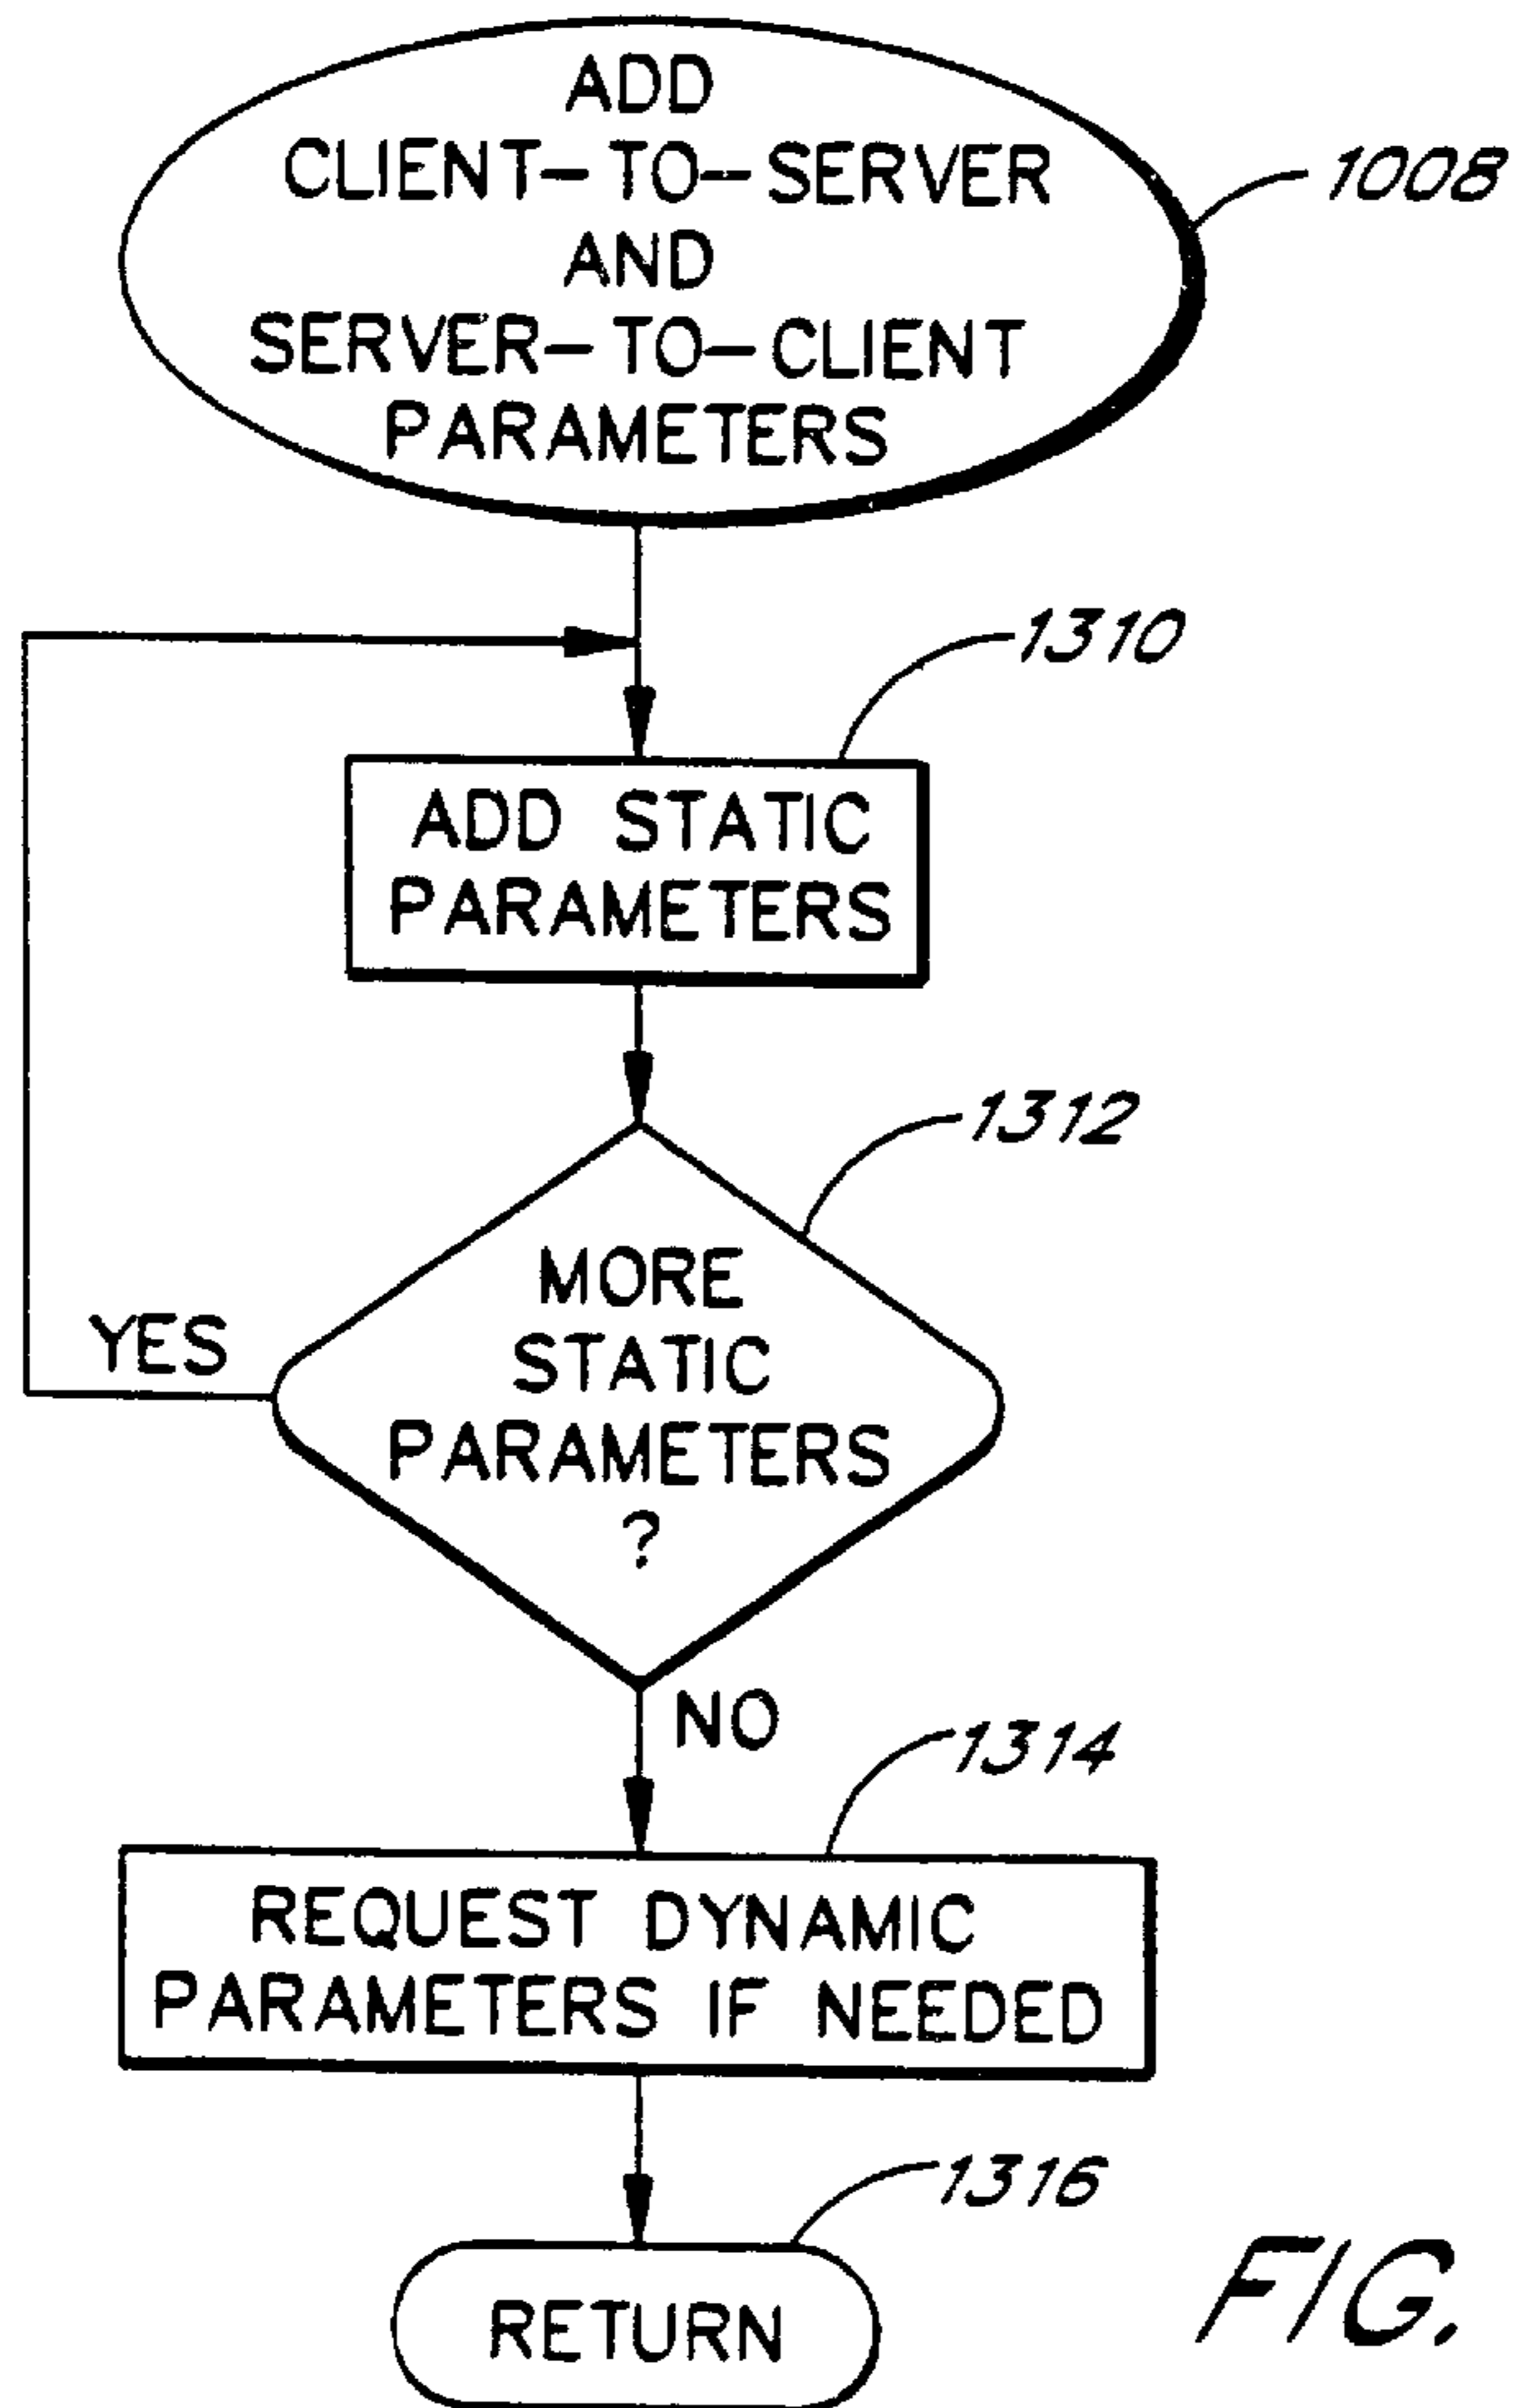 ADD
CLIENT-TO-SERVER
AND
SERVER-TO-CLIENT
PARAMETERS
1008
1310
ADD STATIC
PARAMETERS
1312
MORE
STATIC
PARAMETERS
?
YES
NO
1314
REQUEST DYNAMIC
PARAMETERS IF NEEDED
1316
RETURN
FIG.